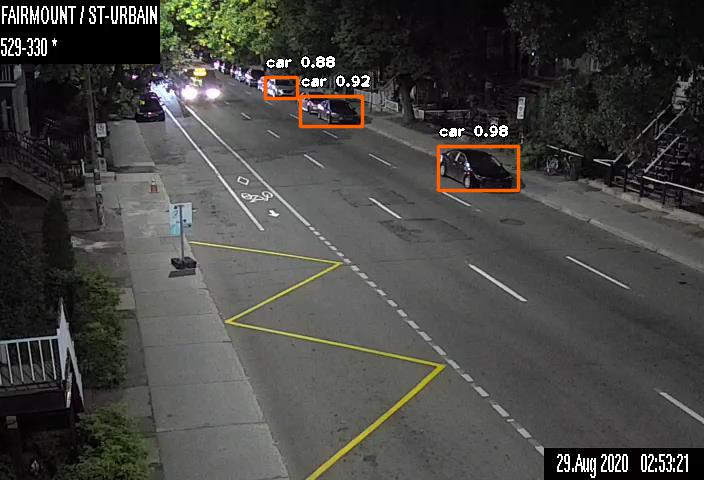 FAIRMOUNT / ST-URBAIN
529-330 *
car 0.88
car 0.92
car 0.98
29.Aug 2020 02:53:21